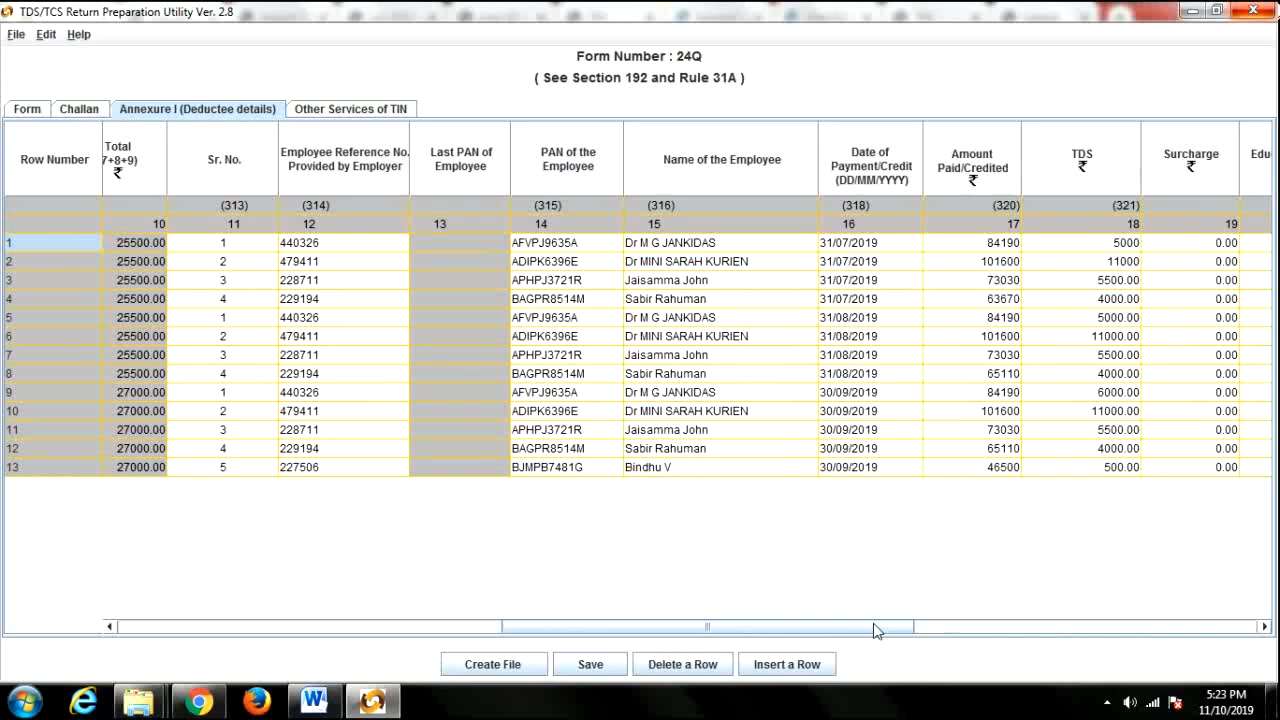 TDS/TCS Return Preparation Utility Ver. 2.8
File Edit Help
Form Number : 24Q
( See Section 192 and Rule 31A )
Form Challan Annexure I (Deductee details) Other Services of TIN
Row Number Total 7+8+9) ₹ Sr. No. Employee Reference No. Provided by Employer Last PAN of Employee PAN of the Employee Name of the Employee Date of Payment/Credit (DD/MM/YYYY) Amount Paid/Credited ₹ TDS ₹ Surcharge ₹ Edu
(313) (314) (315) (316) (318) (320) (321)
10 11 12 13 14 15 16 17 18 19
1 25500.00 1 440326 AFVPJ9635A Dr M G JANKIDAS 31/07/2019 84190 5000 0.00
2 25500.00 2 479411 ADIPK6396E Dr MINI SARAH KURIEN 31/07/2019 101600 11000 0.00
3 25500.00 3 228711 APHPJ3721R Jaisamma John 31/07/2019 73030 5500.00 0.00
4 25500.00 4 229194 BAGPR8514M Sabir Rahuman 31/07/2019 63670 4000.00 0.00
5 25500.00 1 440326 AFVPJ9635A Dr M G JANKIDAS 31/08/2019 84190 5000.00 0.00
6 25500.00 2 479411 ADIPK6396E Dr MINI SARAH KURIEN 31/08/2019 101600 11000.00 0.00
7 25500.00 3 228711 APHPJ3721R Jaisamma John 31/08/2019 73030 5500.00 0.00
8 25500.00 4 229194 BAGPR8514M Sabir Rahuman 31/08/2019 65110 4000.00 0.00
9 27000.00 1 440326 AFVPJ9635A Dr M G JANKIDAS 30/09/2019 84190 6000.00 0.00
10 27000.00 2 479411 ADIPK6396E Dr MINI SARAH KURIEN 30/09/2019 101600 11000.00 0.00
11 27000.00 3 228711 APHPJ3721R Jaisamma John 30/09/2019 73030 5500.00 0.00
12 27000.00 4 229194 BAGPR8514M Sabir Rahuman 30/09/2019 65110 4000.00 0.00
13 27000.00 5 227506 BJMPB7481G Bindhu V 30/09/2019 46500 500.00 0.00
Create File Save Delete a Row Insert a Row
5:23 PM
11/10/2019